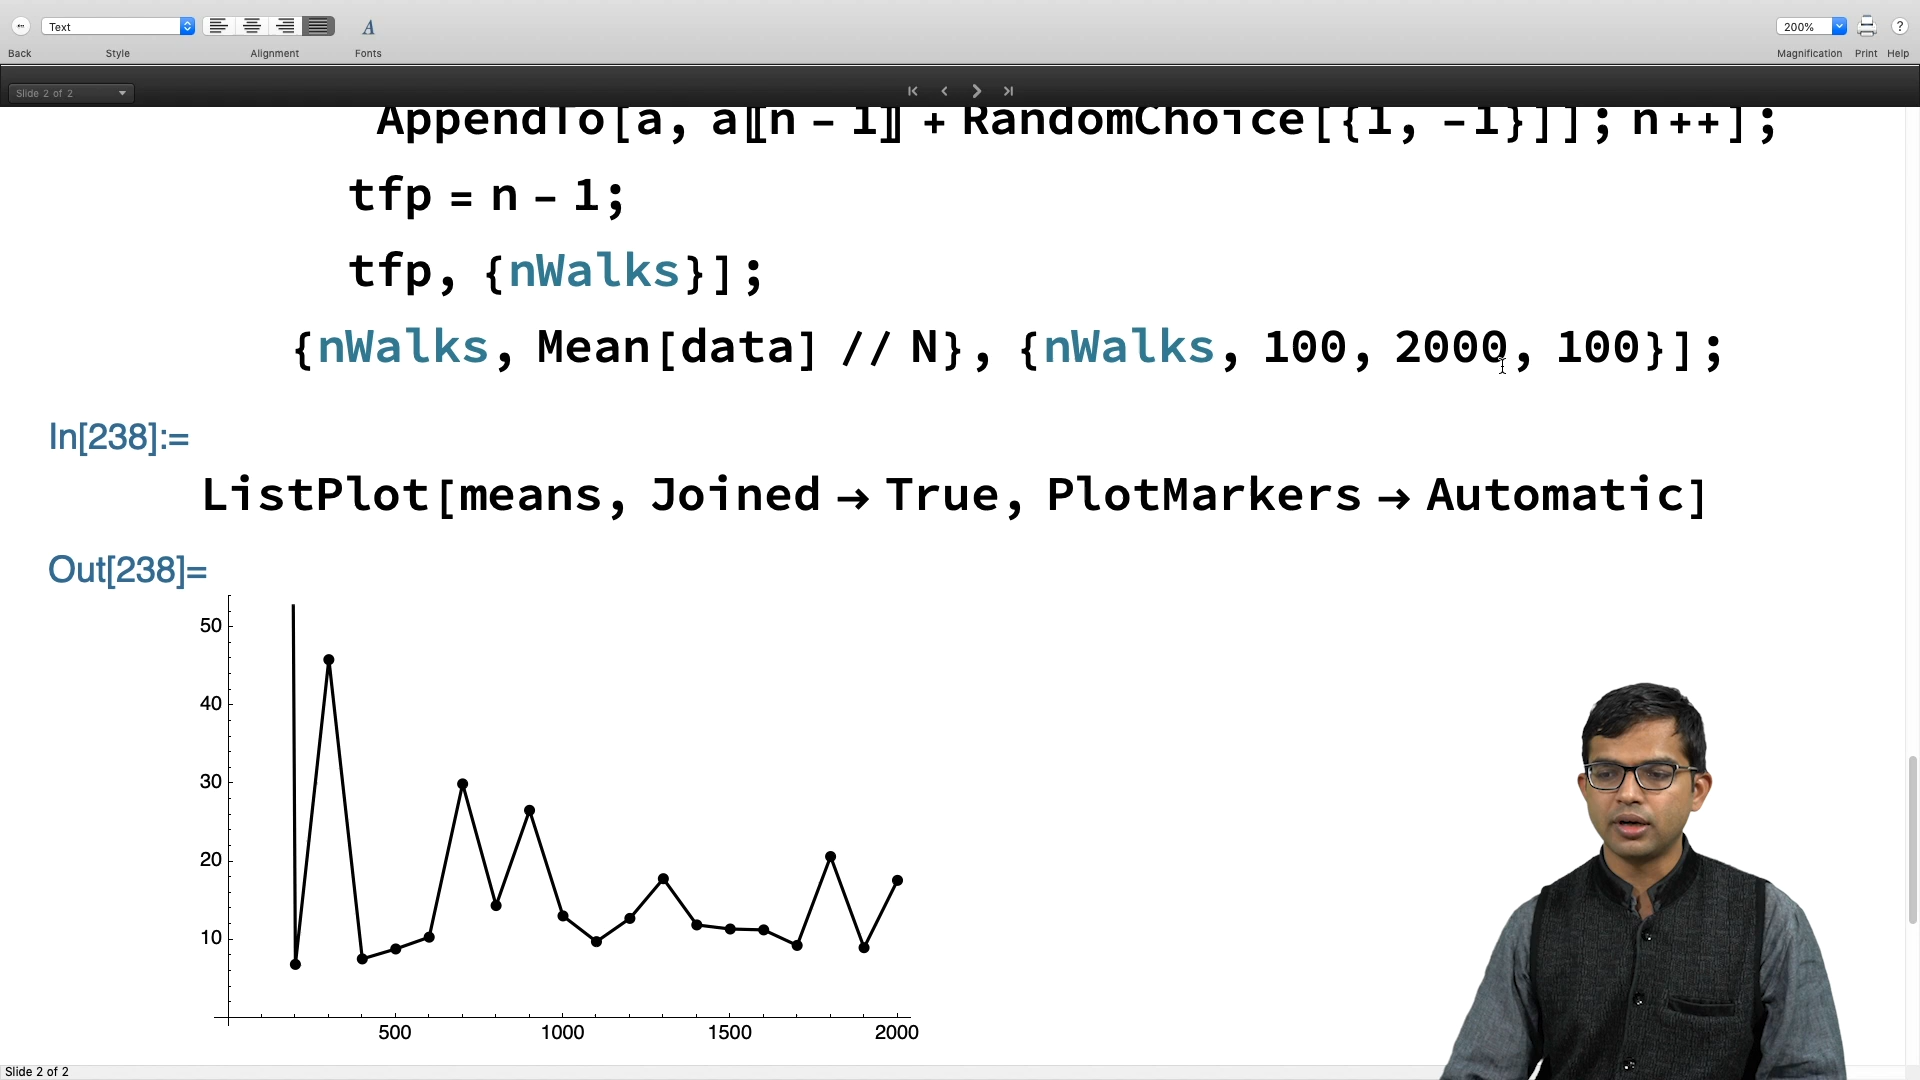 Text
200%
Back
Style
Alignment
Fonts
Magnification
Print
Help
Slide 2 of 2
AppendTo[a, a〚n - 1〛 + RandomChoice[{1, -1}]]; n++];
tfp = n - 1;
tfp, {nWalks}];
{nWalks, Mean[data] // N}, {nWalks, 100, 2000, 100}];
In[238]:=
ListPlot[means, Joined → True, PlotMarkers → Automatic]
Out[238]=
50
40
30
20
10
500
1000
1500
2000
Slide 2 of 2